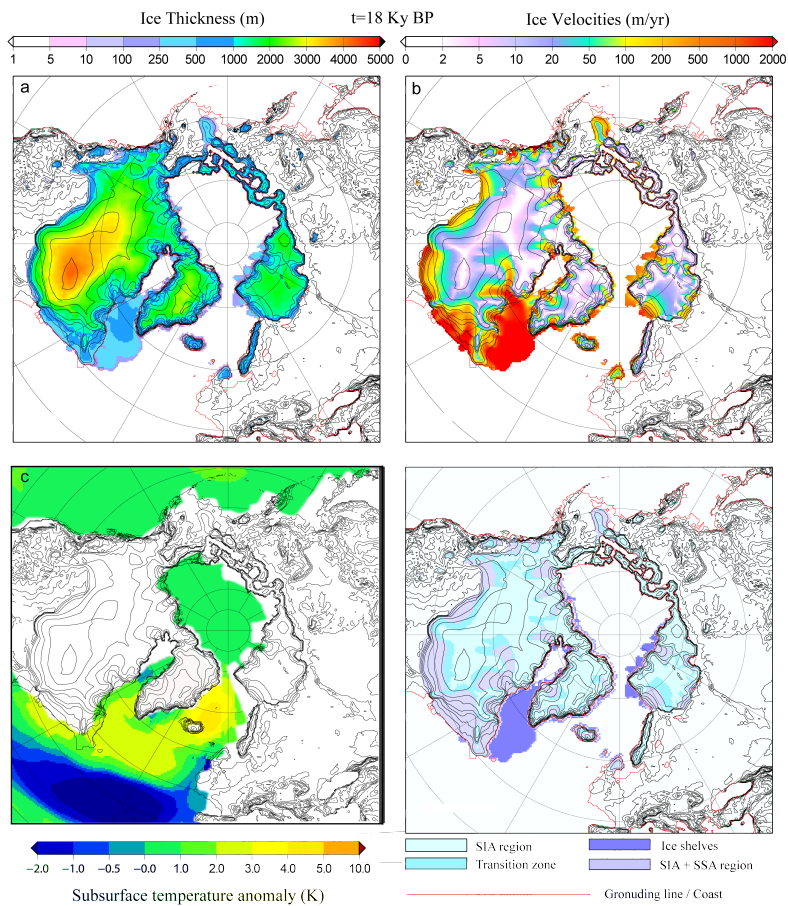 Ice Thickness (m) t=18 Ky BP Ice Velocities (m/yr)
1 5 10 100 250 500 1000 2000 3000 4000 5000 0 2 5 10 20 50 100 200 500 1000 2000
a b
c
SIA region Ice shelves
Transition zone SIA + SSA region
−2.0 −1.0 −0.5 −0.0 1.0 2.0 3.0 4.0 5.0 10.0
Subsurface temperature anomaly (K) Gronuding line / Coast